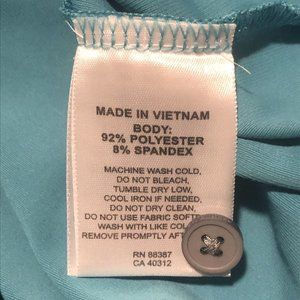 MADE IN VIETNAM
BODY:
92% POLYESTER
8% SPANDEX
MACHINE WASH COLD,
DO NOT BLEACH,
TUMBLE DRY LOW,
COOL IRON IF NEEDED,
DO NOT DRY CLEAN,
DO NOT USE FABRIC
WASH WITH LIKE
REMOVE PROMPTLY
RN 88387
CA 40312